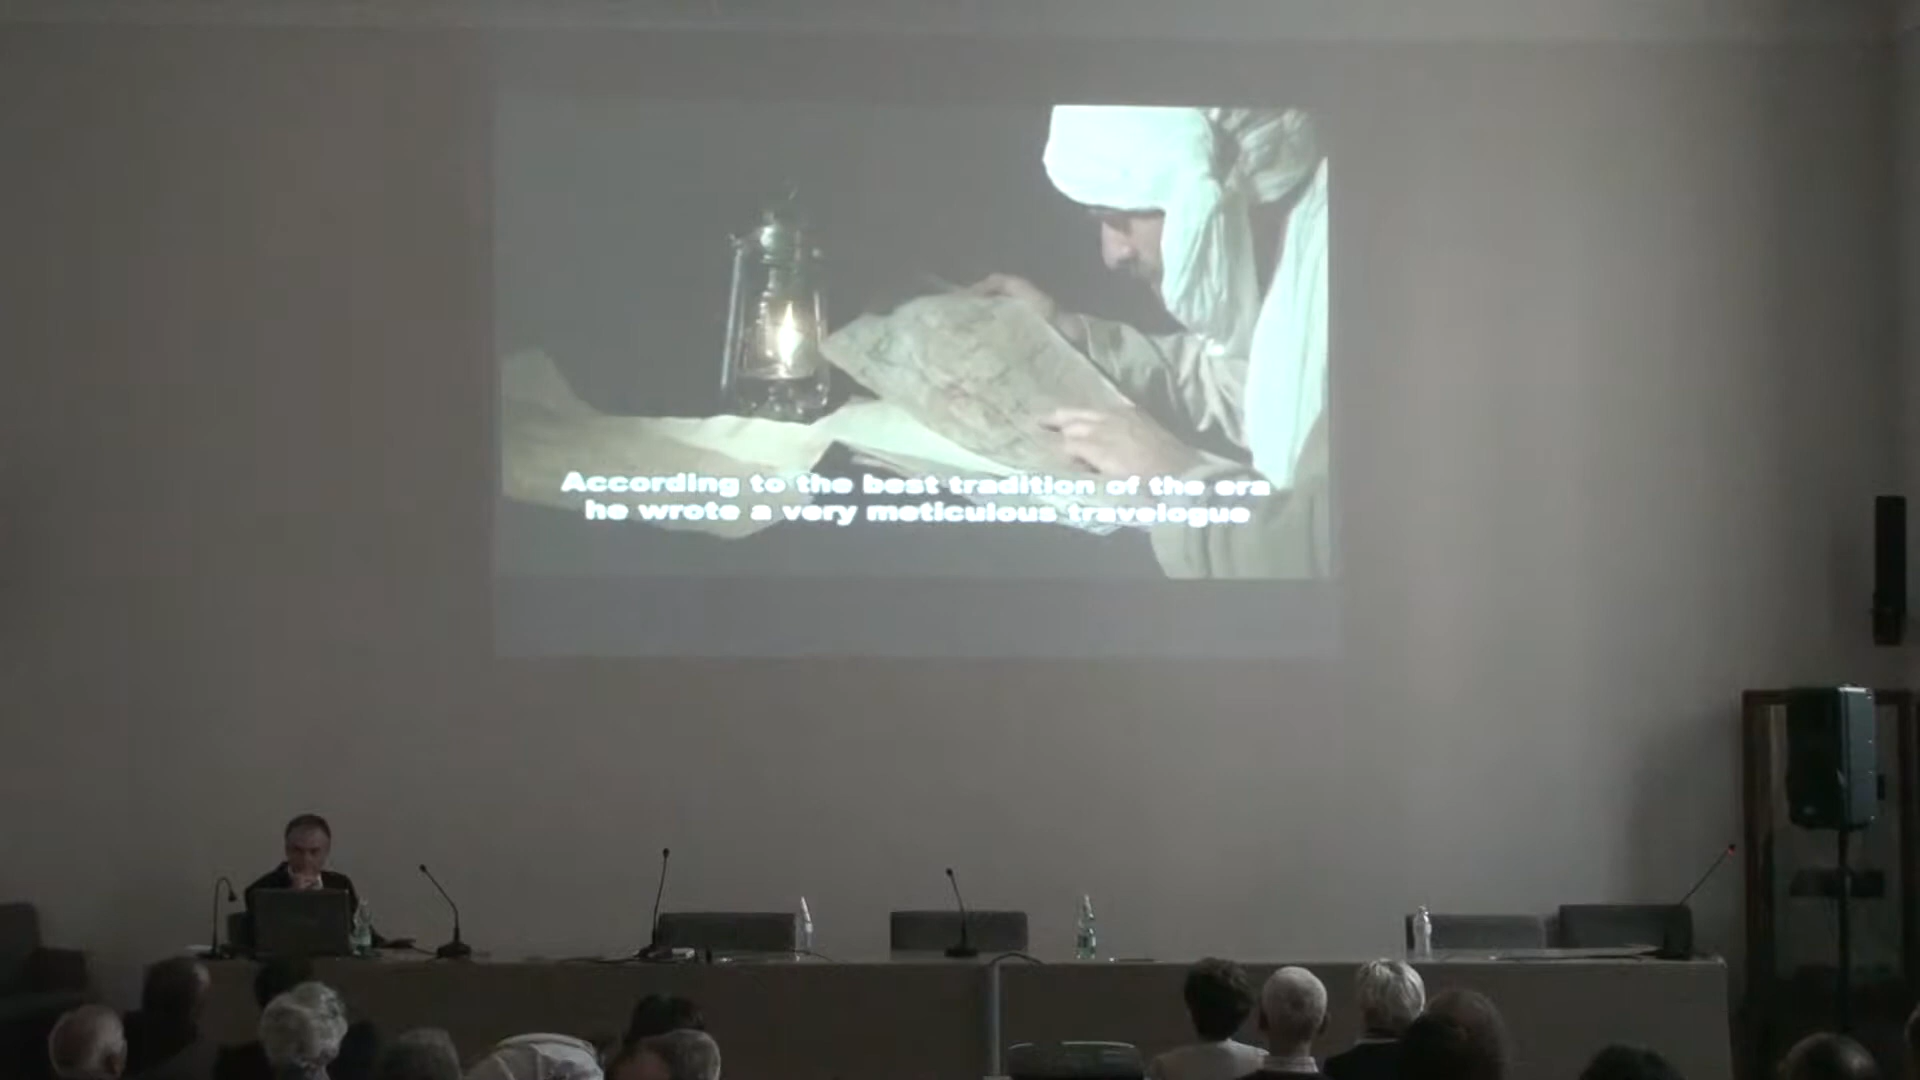 According to the best tradition of the era
he wrote a very meticulous travelogue